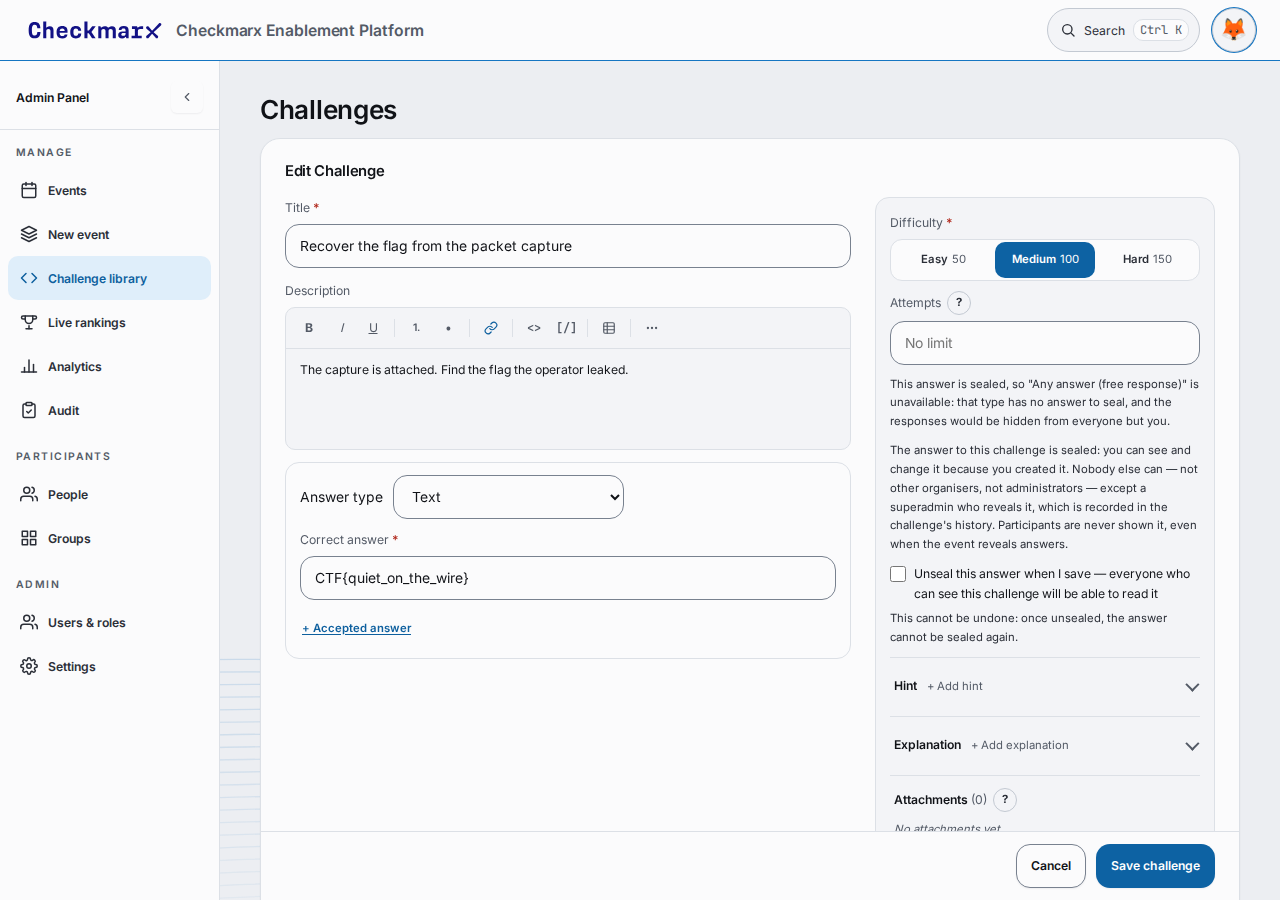 Checkmarx
Checkmarx Enablement Platform
Search Ctrl K
Admin Panel
MANAGE
Events
New event
Challenge library
Live rankings
Analytics
Audit
PARTICIPANTS
People
Groups
ADMIN
Users & roles
Settings
Challenges
Edit Challenge
Title *
Recover the flag from the packet capture
Description
B I U 1. • <> [/] ···
The capture is attached. Find the flag the operator leaked.
Answer type Text
Correct answer *
CTF{quiet_on_the_wire}
+ Accepted answer
Difficulty *
Easy 50 Medium 100 Hard 150
Attempts ?
No limit
This answer is sealed, so "Any answer (free response)" is
unavailable: that type has no answer to seal, and the
responses would be hidden from everyone but you.
The answer to this challenge is sealed: you can see and
change it because you created it. Nobody else can — not
other organisers, not administrators — except a
superadmin who reveals it, which is recorded in the
challenge's history. Participants are never shown it, even
when the event reveals answers.
Unseal this answer when I save — everyone who
can see this challenge will be able to read it
This cannot be undone: once unsealed, the answer
cannot be sealed again.
Hint + Add hint
Explanation + Add explanation
Attachments (0) ?
No attachments yet
Cancel Save challenge